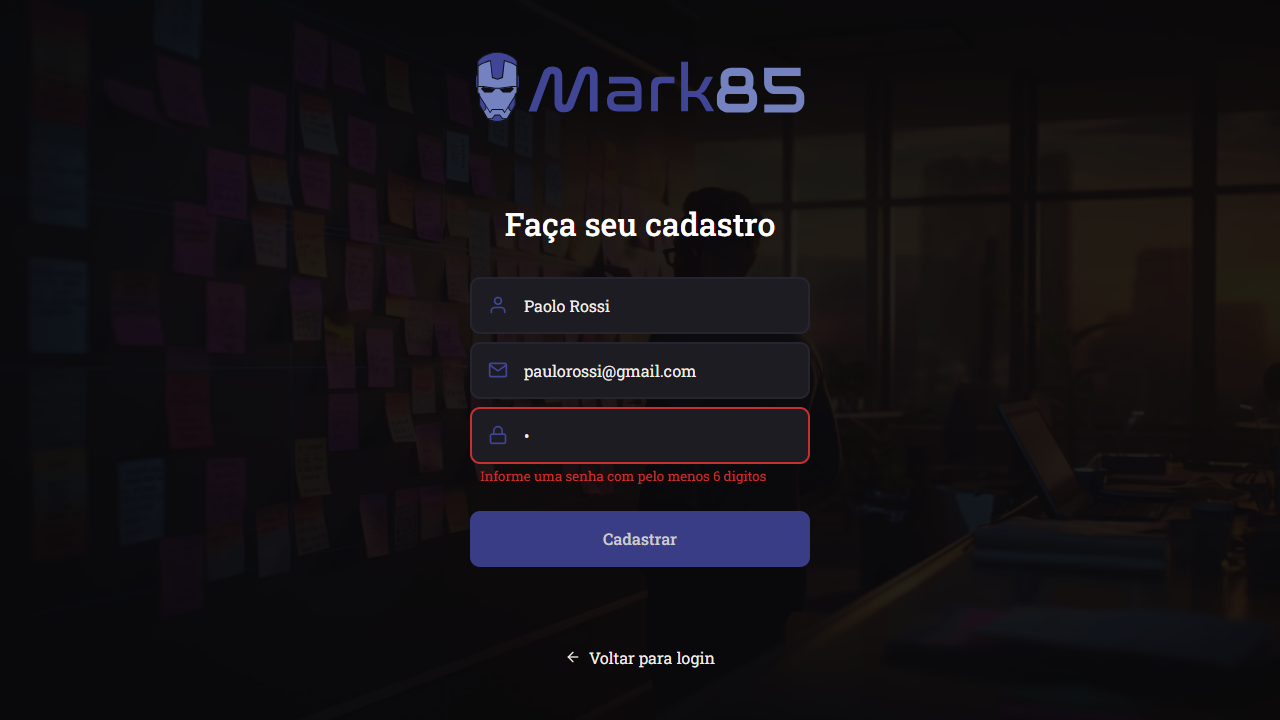 Mark85
Faça seu cadastro
Paolo Rossi
paulorossi@gmail.com
Informe uma senha com pelo menos 6 digitos
Cadastrar
Voltar para login